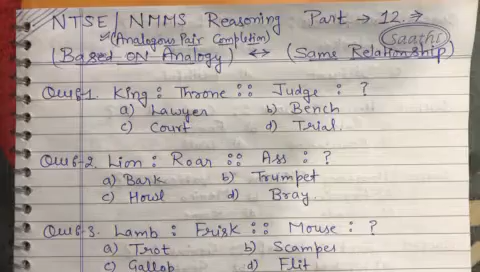 NTSE/NMMS Reasoning Part → 12. →
(Analogous Pair Completion) Saathi
(Based ON Analogy) ↔ (Same Relationship)
Ques-1. King : Throne :: Judge : ?
a) Lawyer b) Bench
c) Court d) Trial.
Ques-2. Lion : Roar :: Ass : ?
a) Bark b) Trumpet
c) Howl d) Bray.
Ques-3. Lamb : Frisk :: Mouse : ?
a) Trot b) Scamper
c) Gallop d) Flit